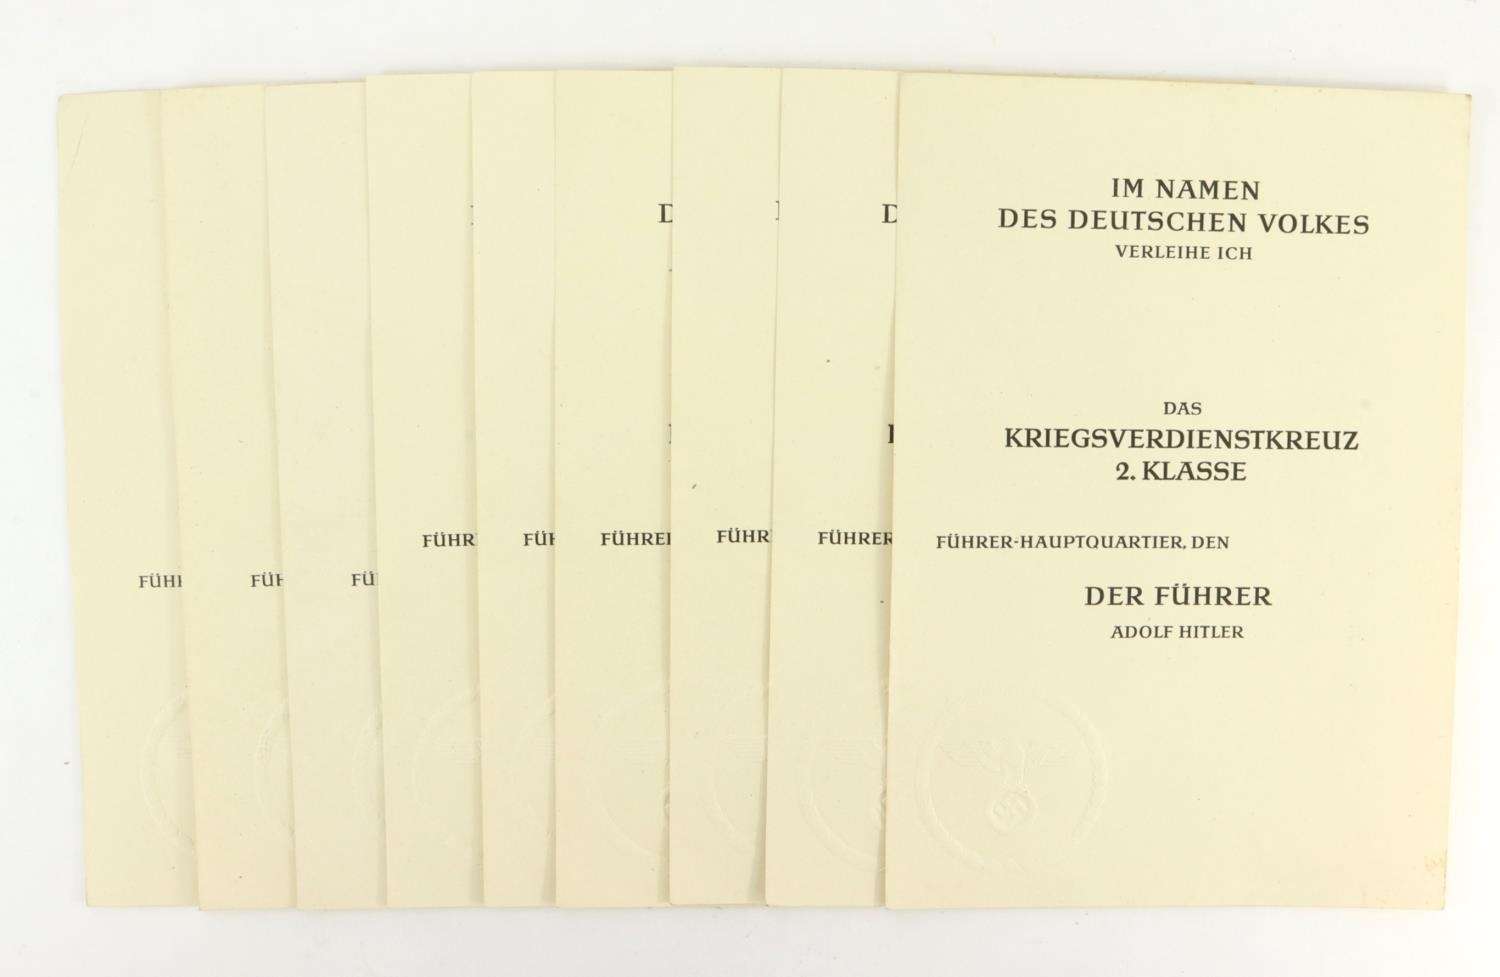 IM NAMEN
DES DEUTSCHEN VOLKES
VERLEIHE ICH
DAS
KRIEGSVERDIENSTKREUZ
2. KLASSE
FÜHRER-HAUPTQUARTIER, DEN
DER FÜHRER
ADOLF HITLER